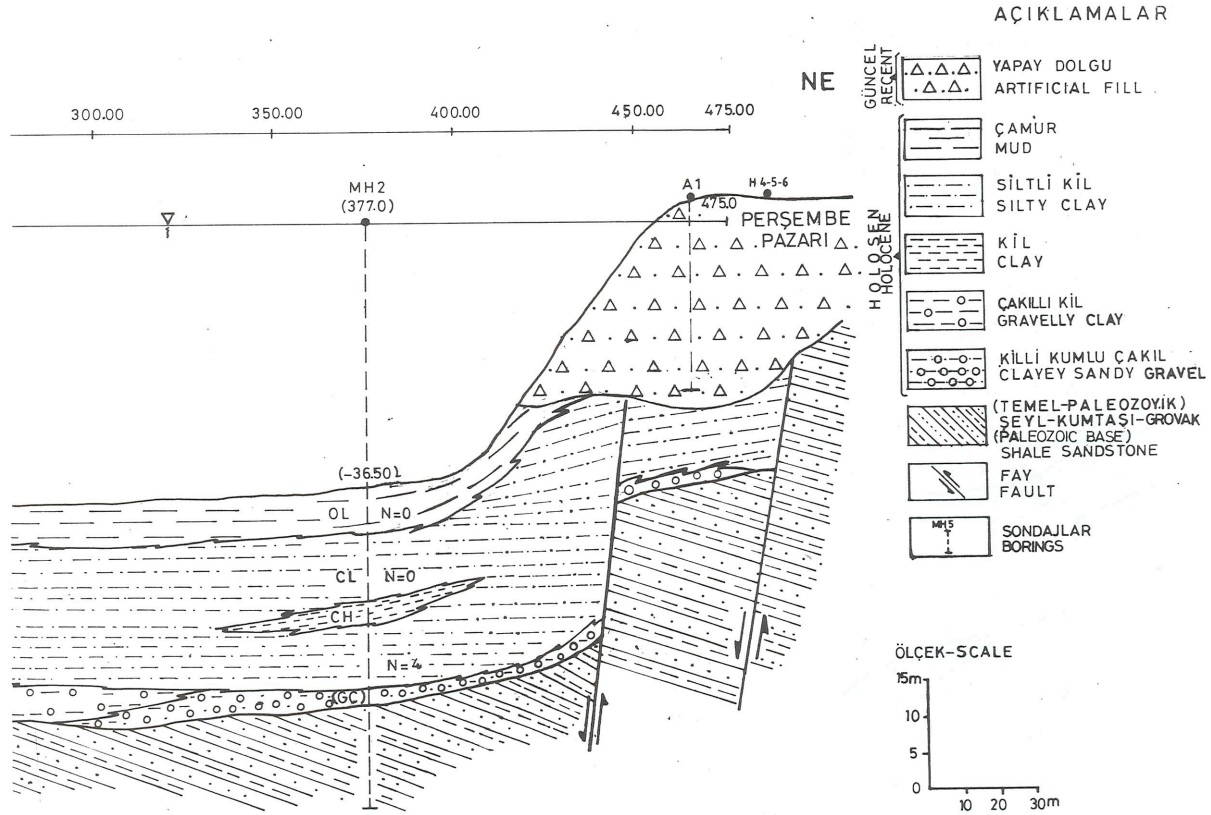 AÇIKLAMALAR
NE
GÜNCEL
RECENT
YAPAY DOLGU
ARTIFICIAL FILL
300.00 350.00 400.00 450.00 475.00
ÇAMUR
MUD
MH2
(377.0)
A1
H 4-5-6
475.0
SİLTLİ KİL
SILTY CLAY
1
PERŞEMBE
PAZARI
HOLOSEN
HOLOCENE
KİL
CLAY
ÇAKILLI KİL
GRAVELLY CLAY
KİLLİ KUMLU ÇAKIL
CLAYEY SANDY GRAVEL
(TEMEL-PALEOZOYİK)
ŞEYL-KUMTAŞI-GROVAK
(PALEOZOIC BASE)
SHALE SANDSTONE
(-36.50)
FAY
FAULT
OL N=0
MH5
SONDAJLAR
BORINGS
CL N=0
CH
N=4
(GC)
ÖLÇEK-SCALE
15m
10
5
0
10 20 30m